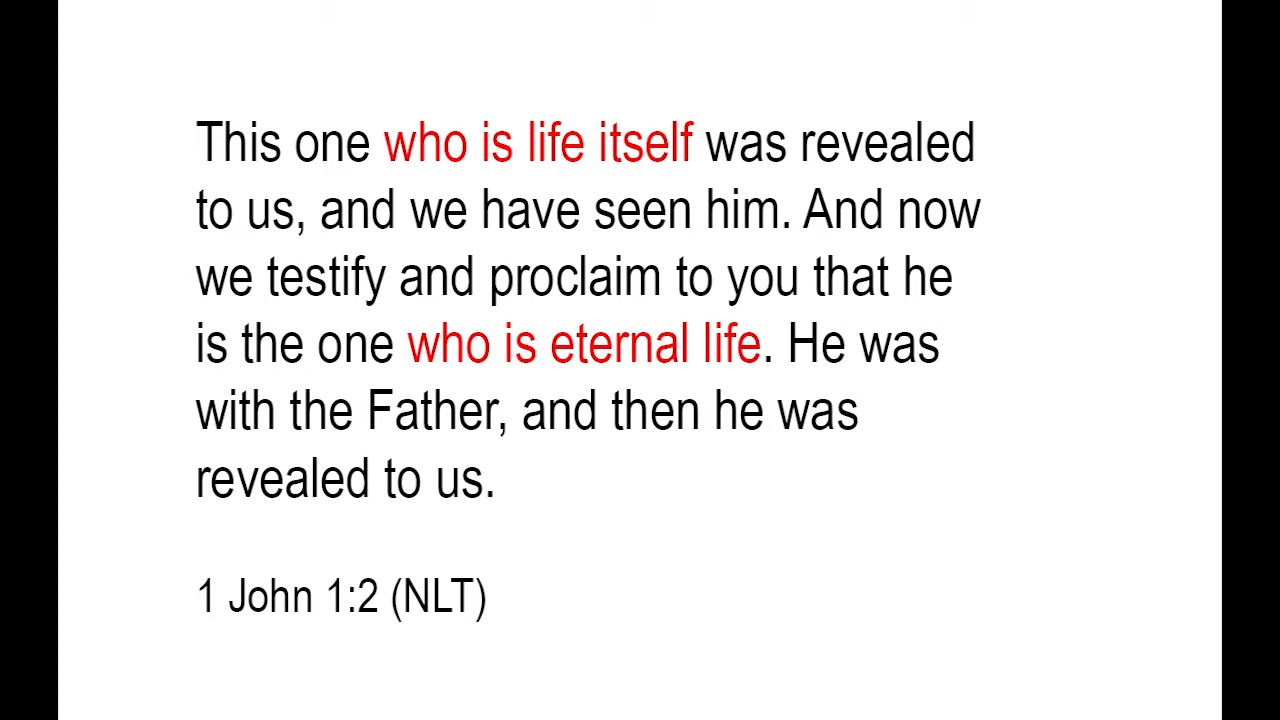 This one who is life itself was revealed
to us, and we have seen him. And now
we testify and proclaim to you that he
is the one who is eternal life. He was
with the Father, and then he was
revealed to us.
1 John 1:2 (NLT)